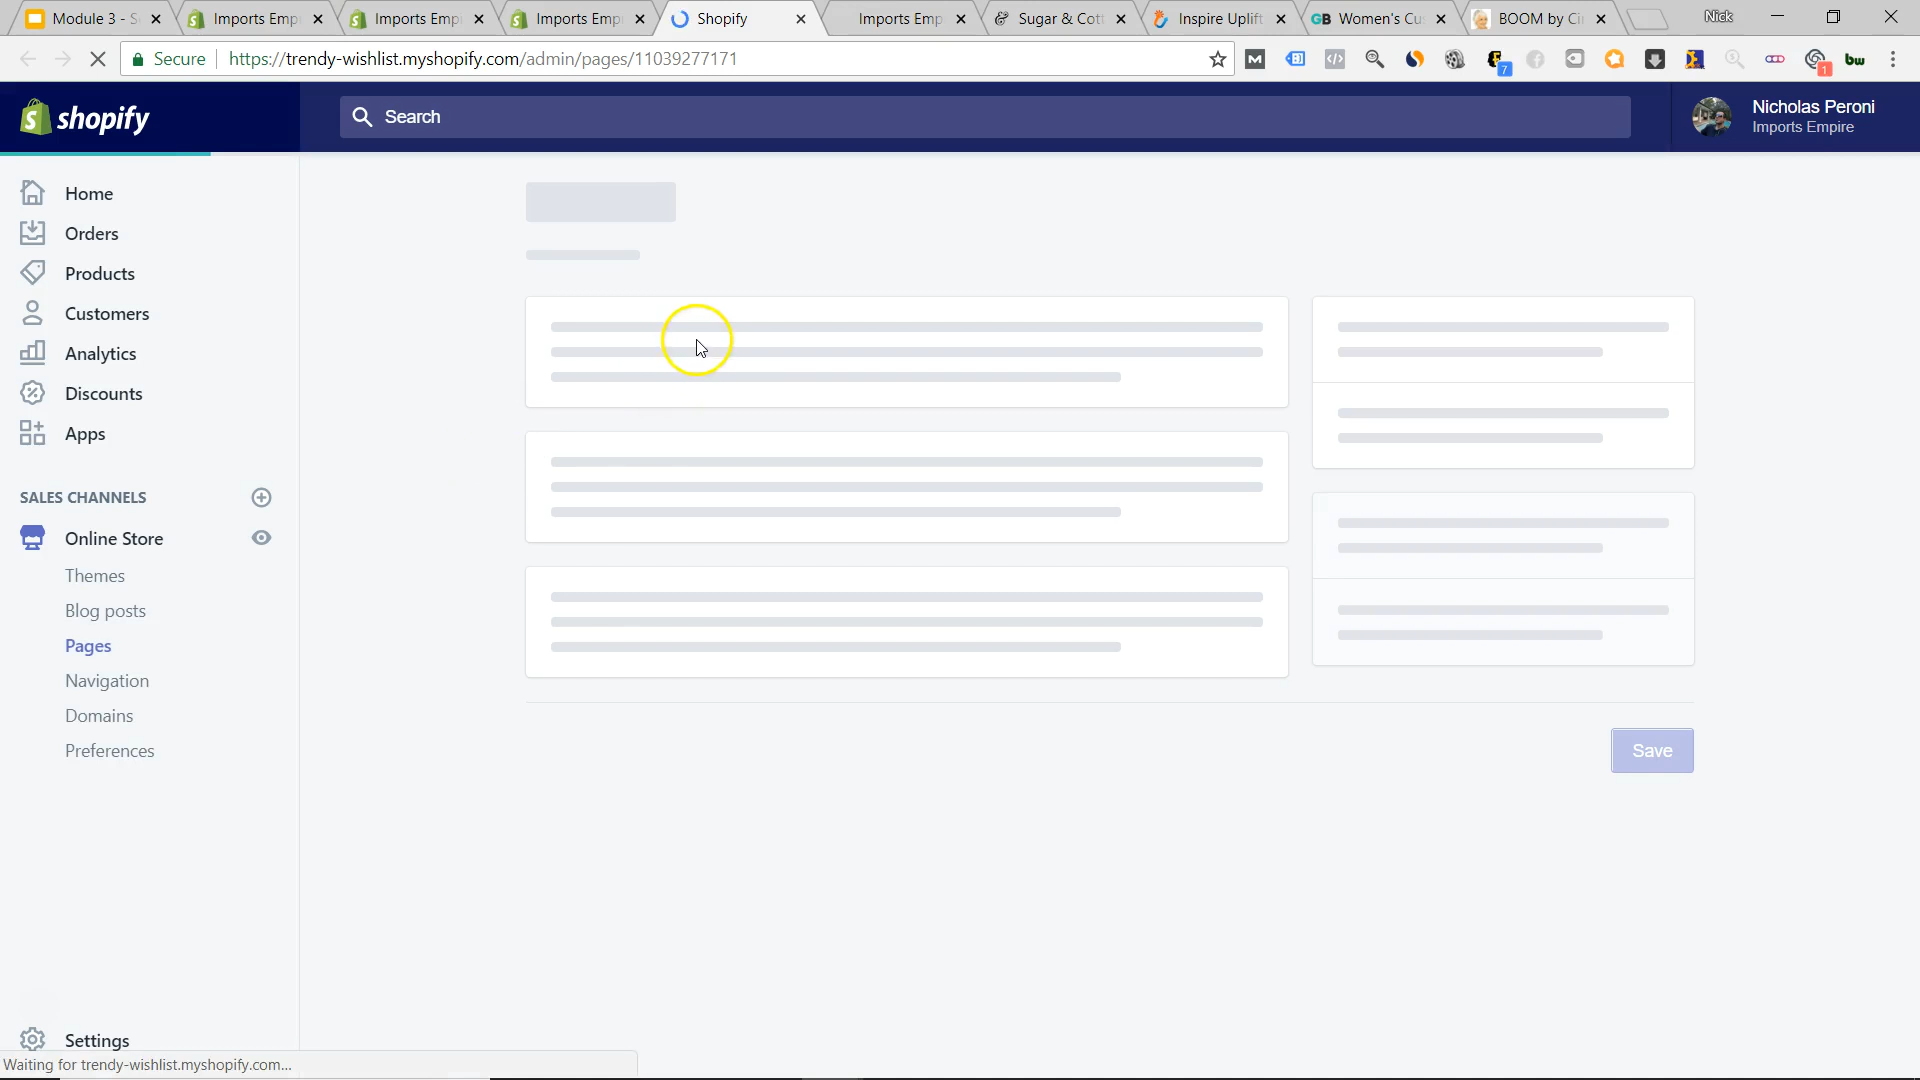 Module 3 - S
Imports Emp
Imports Emp
Imports Emp
Shopify
Imports Emp
Sugar & Cott
Inspire Uplift
GB Women's Cu
BOOM by Ci
Nick
Secure
https://trendy-wishlist.myshopify.com/admin/pages/11039277171
M
7
1
bw
shopify
Search
Nicholas Peroni
Imports Empire
Home
Orders
Products
Customers
Analytics
Discounts
Apps
SALES CHANNELS
Online Store
Themes
Blog posts
Pages
Navigation
Domains
Preferences
Save
Settings
Waiting for trendy-wishlist.myshopify.com...